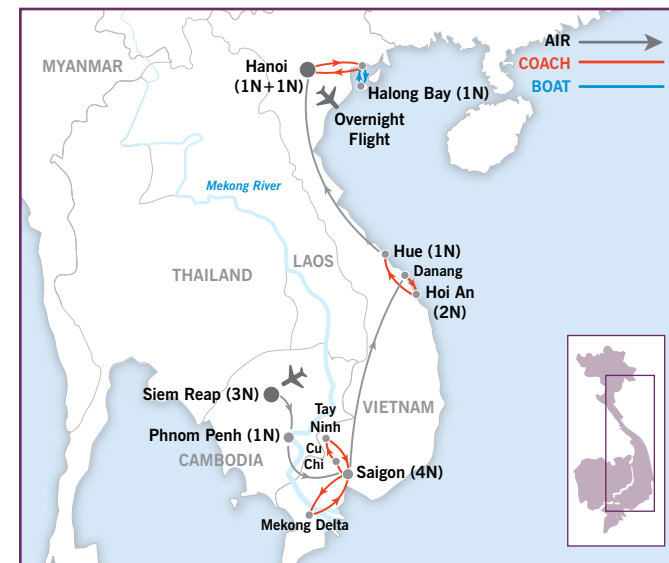 AIR
COACH
BOAT
MYANMAR
Hanoi
(1N+1N)
Halong Bay (1N)
Overnight
Flight
Mekong River
LAOS
THAILAND
Hue (1N)
Danang
Hoi An
(2N)
Siem Reap (3N)
VIETNAM
Tay
Ninh
Phnom Penh (1N)
Cu
Chi
CAMBODIA
Saigon (4N)
Mekong Delta